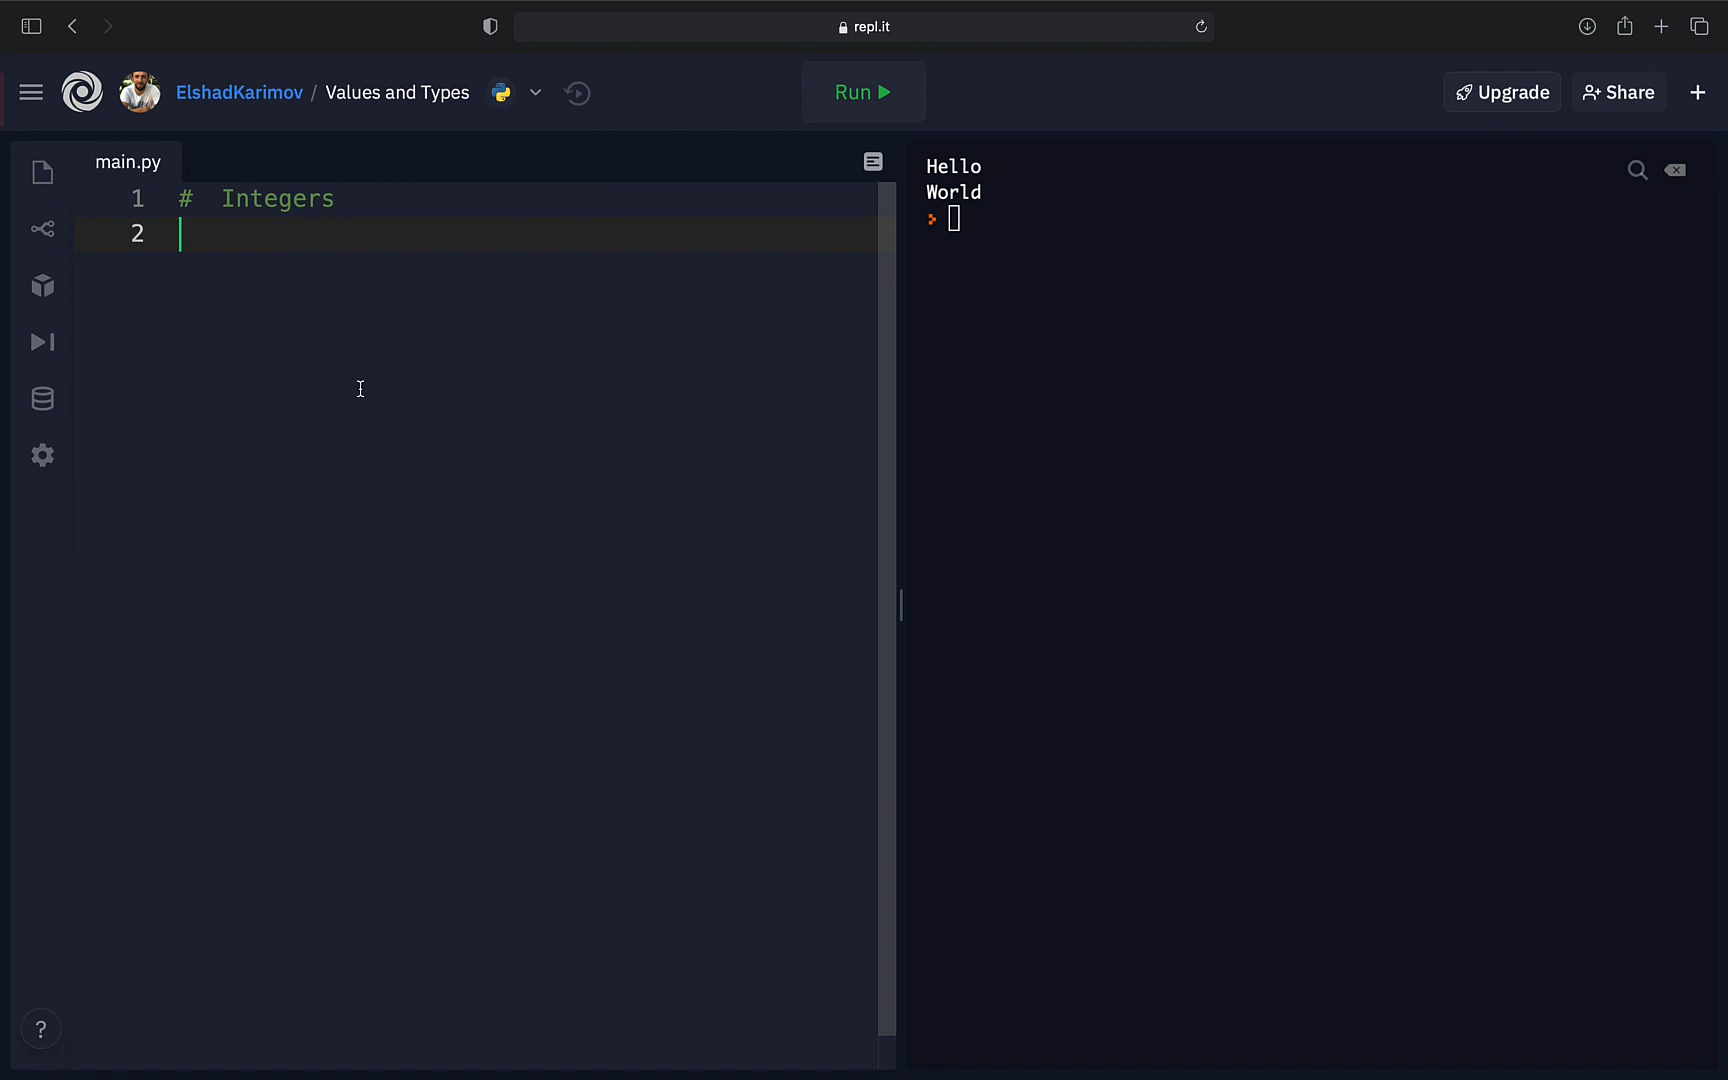 repl.it
ElshadKarimov / Values and Types
Run
Upgrade
Share
main.py
1 #  Integers
2
Hello
World
?